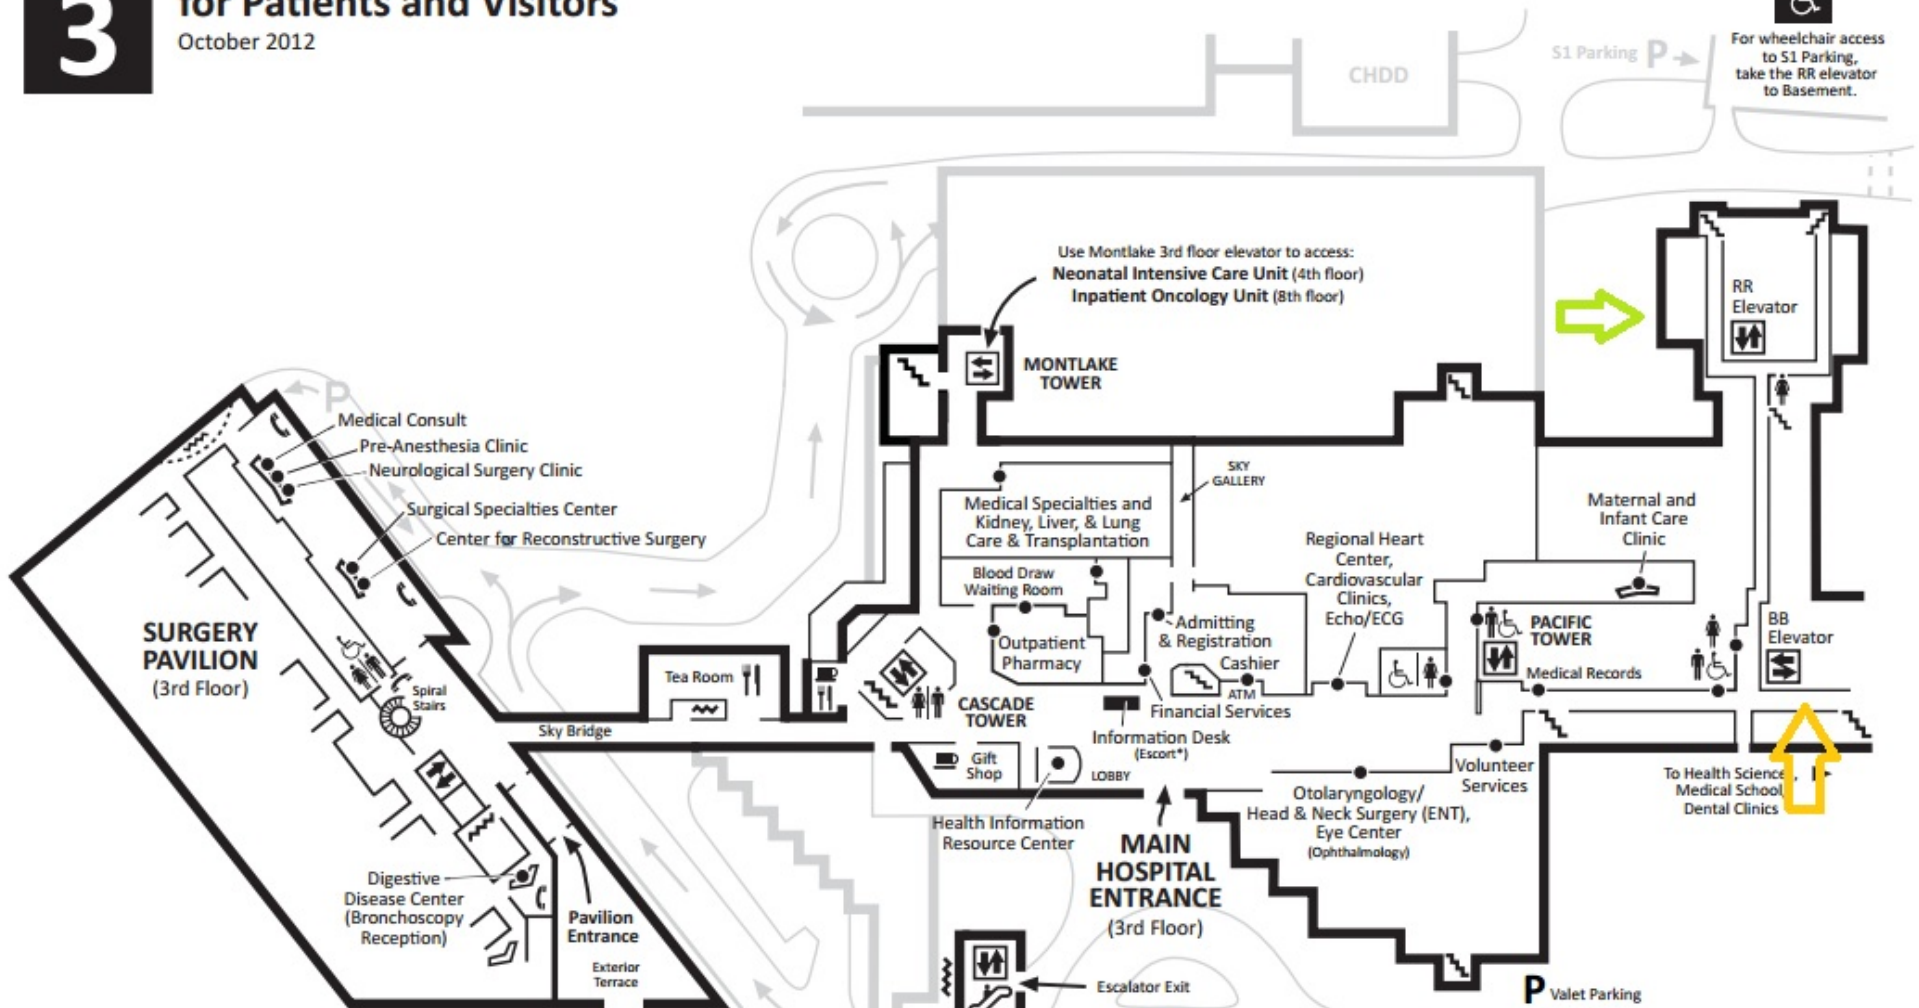 3
for Patients and Visitors
October 2012
CHDD
S1 Parking P
For wheelchair access
to S1 Parking,
take the RR elevator
to Basement.
Use Montlake 3rd floor elevator to access:
Neonatal Intensive Care Unit (4th floor)
Inpatient Oncology Unit (8th floor)
MONTLAKE
TOWER
RR
Elevator
P
Medical Consult
Pre-Anesthesia Clinic
Neurological Surgery Clinic
Surgical Specialties Center
Center for Reconstructive Surgery
SKY
GALLERY
Medical Specialties and
Kidney, Liver, & Lung
Care & Transplantation
Blood Draw
Waiting Room
Outpatient
Pharmacy
Admitting
& Registration
Cashier
ATM
Financial Services
Information Desk
(Escort*)
Regional Heart
Center,
Cardiovascular
Clinics,
Echo/ECG
Maternal and
Infant Care
Clinic
PACIFIC
TOWER
Medical Records
BB
Elevator
SURGERY
PAVILION
(3rd Floor)
Spiral
Stairs
Tea Room
Sky Bridge
CASCADE
TOWER
Gift
Shop
LOBBY
Health Information
Resource Center
MAIN
HOSPITAL
ENTRANCE
(3rd Floor)
Otolaryngology/
Head & Neck Surgery (ENT),
Eye Center
(Ophthalmology)
Volunteer
Services
To Health Science,
Medical School,
Dental Clinics
Digestive
Disease Center
(Bronchoscopy
Reception)
Pavilion
Entrance
Exterior
Terrace
Escalator Exit
P Valet Parking